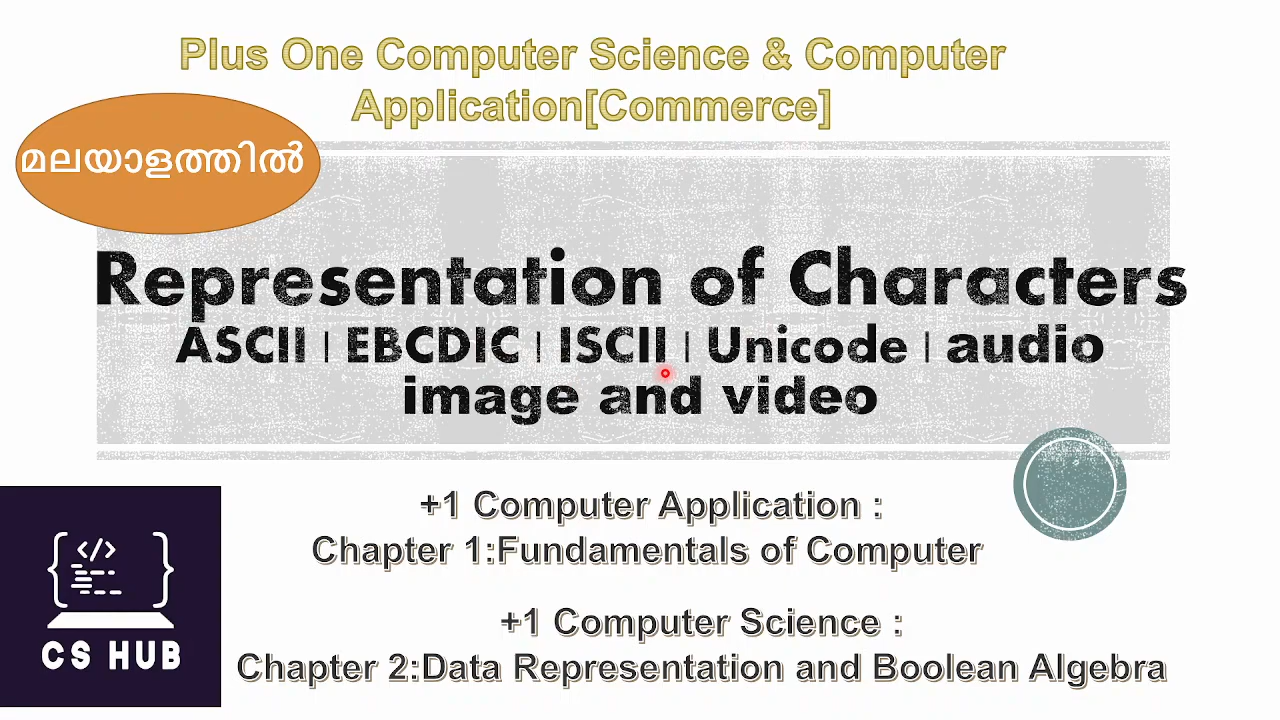 Plus One Computer Science & Computer
Application[Commerce]
മലയാളത്തിൽ
Representation of Characters
ASCII | EBCDIC | ISCII | Unicode | audio
image and video
+1 Computer Application :
Chapter 1:Fundamentals of Computer
+1 Computer Science :
Chapter 2:Data Representation and Boolean Algebra
</>
CS HUB